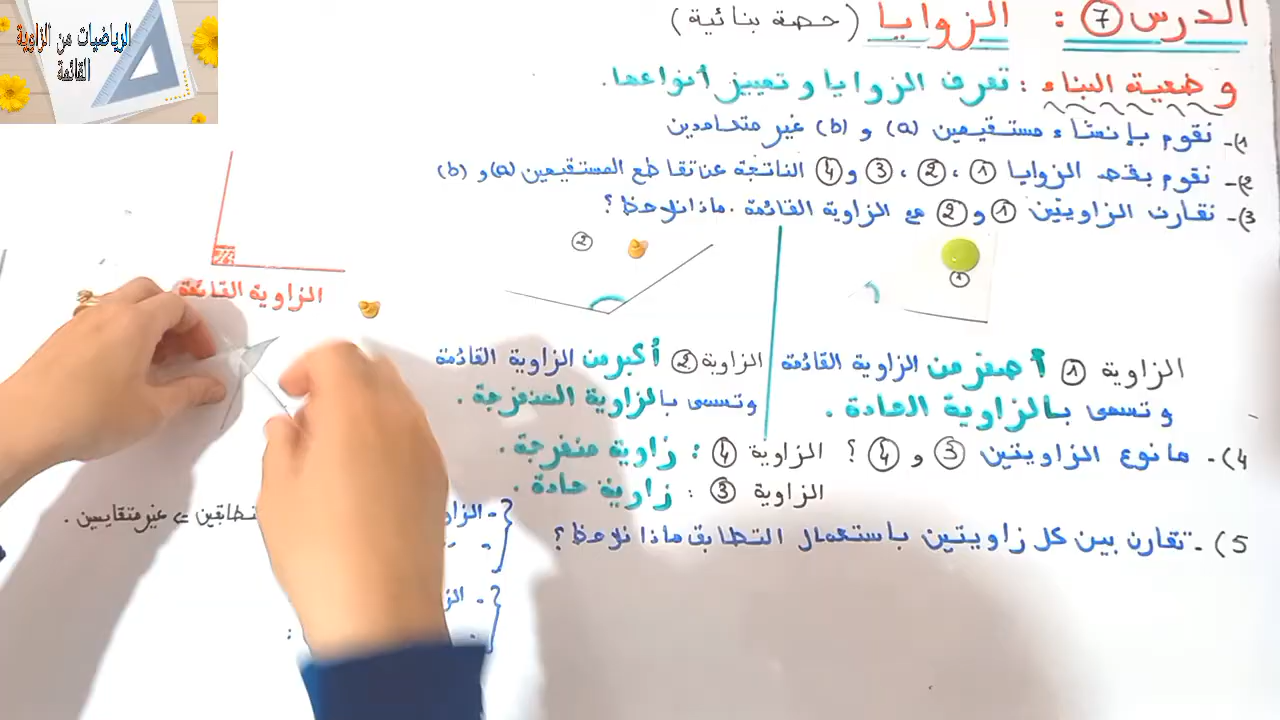 الرياضيات من الزاوية
القائمة
الدرس 7 : الزوايا (حصة بنائية)
وضعية البناء : تعرف الزوايا وتمييز أنواعها.
1)- نقوم بإنشاء مستقيمين (a) و (b) غير متعامدين
2)- نقوم بقص الزوايا 1 ، 2 ، 3 و 4 الناتجة عن تقاطع المستقيمين (a) و (b)
3)- نقارن الزاويتين 1 و 2 مع الزاوية القائمة. ماذا نلاحظ؟
1
2
الزاوية القائمة
الزاوية 1 أصغر من الزاوية القائمة
وتسمى بالزاوية الحادة.
الزاوية 2 أكبر من الزاوية القائمة
وتسمى بالزاوية المنفرجة.
4)- ما نوع الزاويتين 3 و 4 ؟ الزاوية 4 : زاوية منفرجة.
الزاوية 3 : زاوية حادة.
5)- نقارن بين كل زاويتين باستعمال التطابق ماذا نلاحظ؟
غير متقايسين.